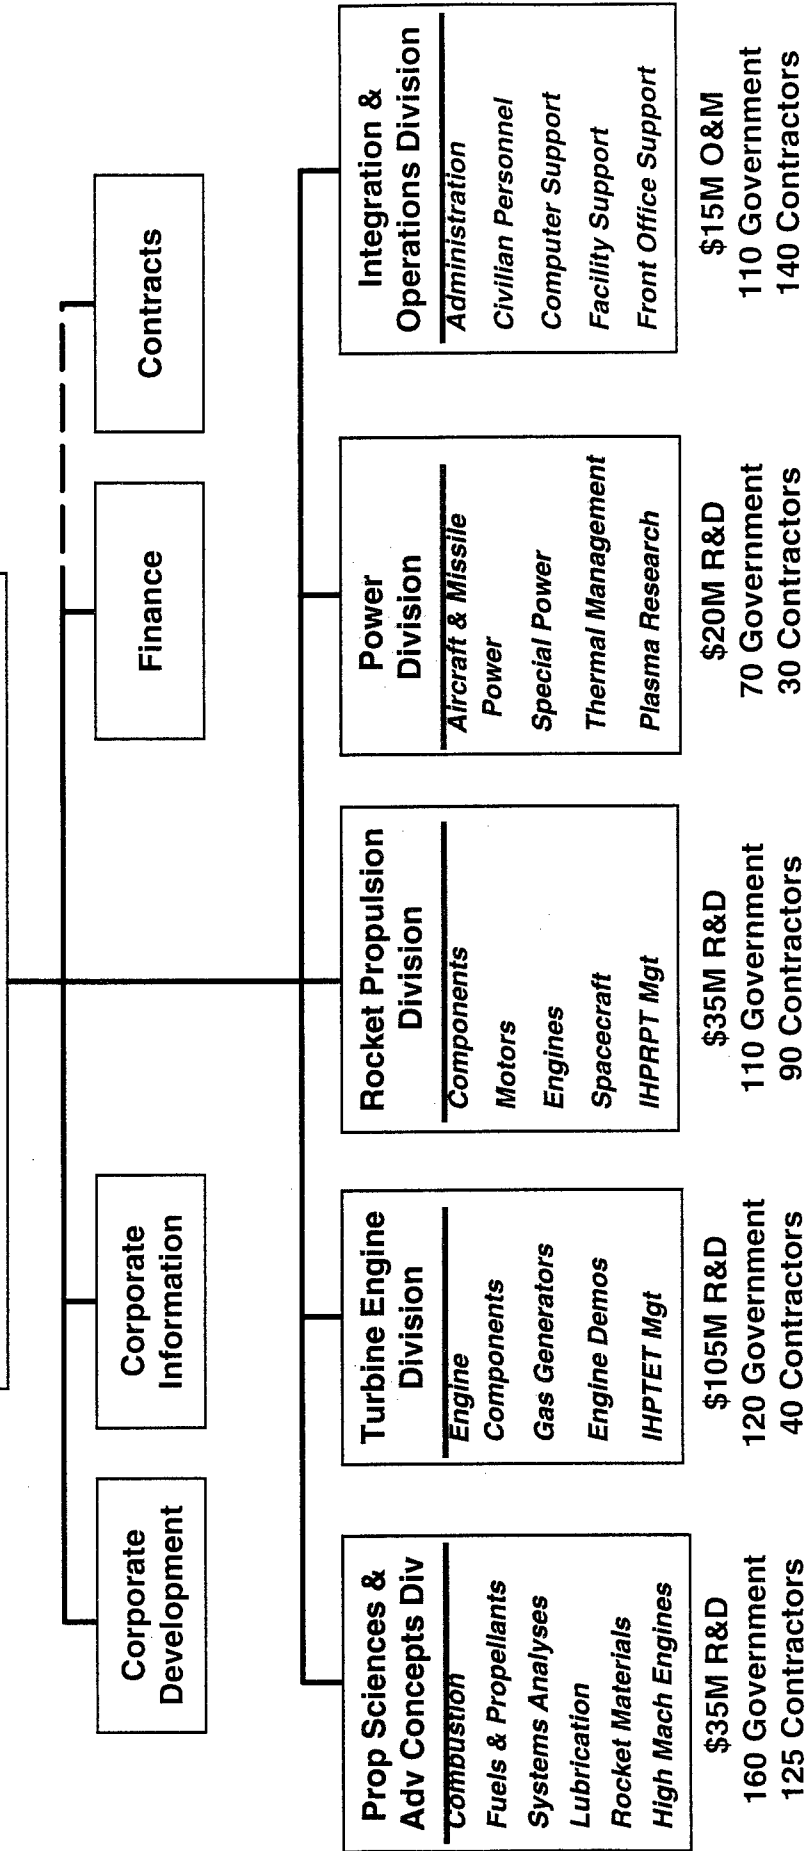 Corporate
Development
Corporate
Information
Finance
Contracts
Prop Sciences &
Adv Concepts Div
Combustion
Fuels & Propellants
Systems Analyses
Lubrication
Rocket Materials
High Mach Engines
$35M R&D
160 Government
125 Contractors
Turbine Engine
Division
Engine
Components
Gas Generators
Engine Demos
IHPTET Mgt
$105M R&D
120 Government
40 Contractors
Rocket Propulsion
Division
Components
Motors
Engines
Spacecraft
IHPRPT Mgt
$35M R&D
110 Government
90 Contractors
Power
Division
Aircraft & Missile
Power
Special Power
Thermal Management
Plasma Research
$20M R&D
70 Government
30 Contractors
Integration &
Operations Division
Administration
Civilian Personnel
Computer Support
Facility Support
Front Office Support
$15M O&M
110 Government
140 Contractors